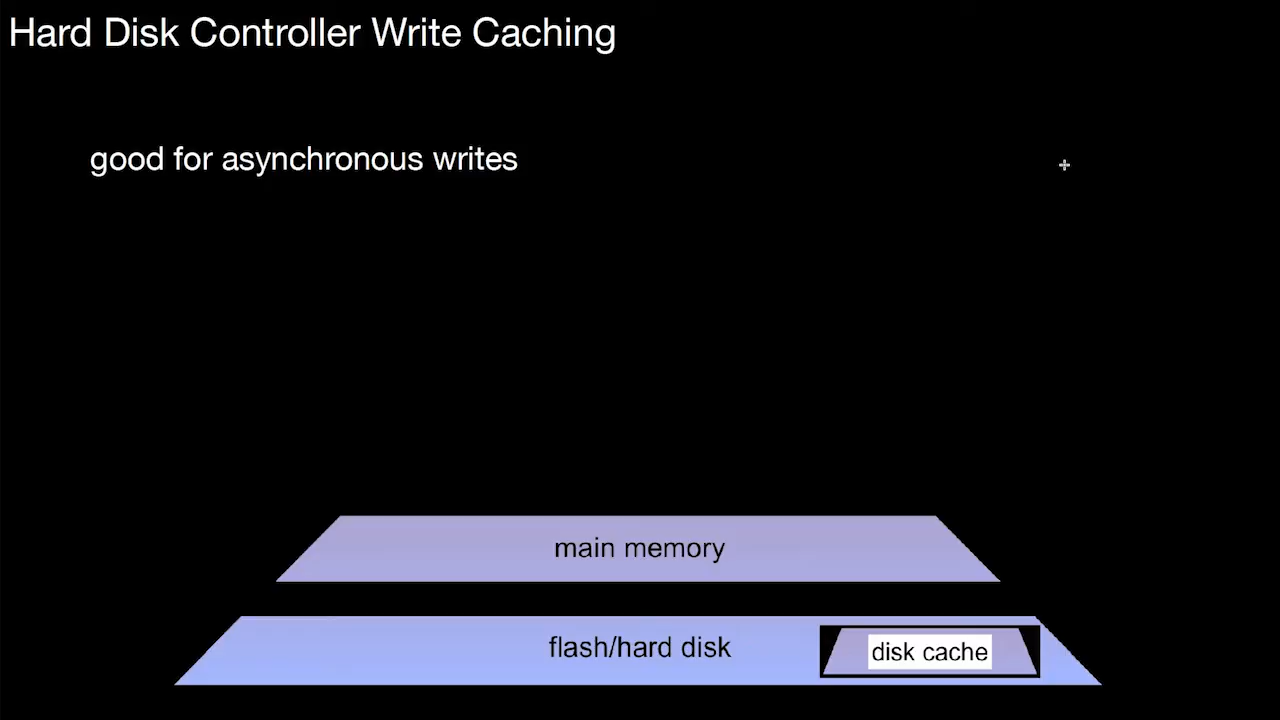 Hard Disk Controller Write Caching
good for asynchronous writes
main memory
flash/hard disk
disk cache